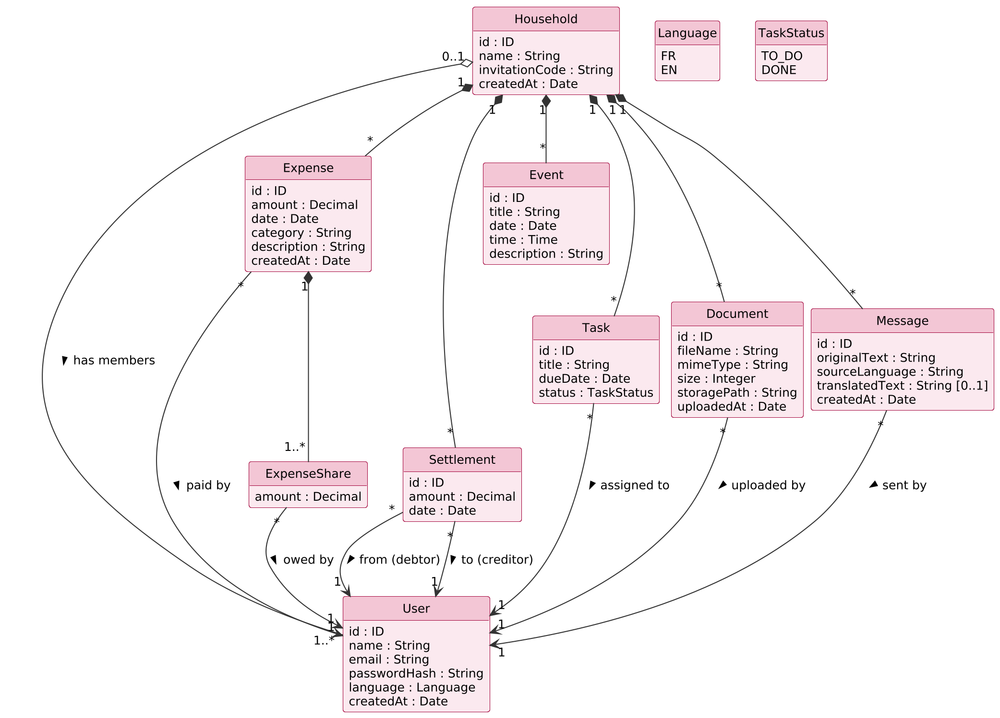 Household
id : ID
name : String
invitationCode : String
createdAt : Date
Language
FR
EN
TaskStatus
TO_DO
DONE
0..1
1
1
1
1
1
1
*
*
Expense
id : ID
amount : Decimal
date : Date
category : String
description : String
createdAt : Date
Event
id : ID
title : String
date : Date
time : Time
description : String
*
1
*
*
*
Task
id : ID
title : String
dueDate : Date
status : TaskStatus
Document
id : ID
fileName : String
mimeType : String
size : Integer
storagePath : String
uploadedAt : Date
Message
id : ID
originalText : String
sourceLanguage : String
translatedText : String [0..1]
createdAt : Date
has members
*
*
*
1..*
*
ExpenseShare
amount : Decimal
Settlement
id : ID
amount : Decimal
date : Date
paid by
assigned to
uploaded by
sent by
*
*
*
owed by
from (debtor)
to (creditor)
1
1
1
1
1
1
1..*
1
User
id : ID
name : String
email : String
passwordHash : String
language : Language
createdAt : Date